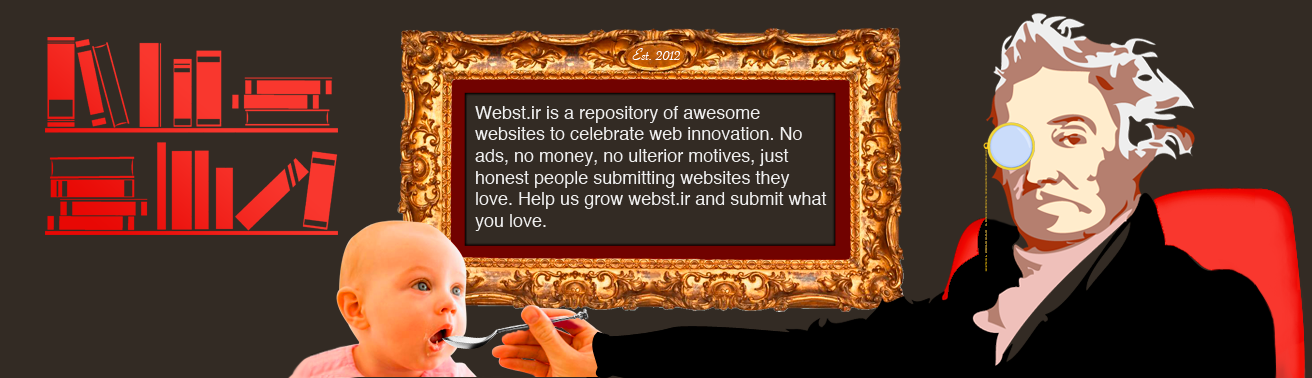 Est. 2012
Webst.ir is a repository of awesome
websites to celebrate web innovation. No
ads, no money, no ulterior motives, just
honest people submitting websites they
love. Help us grow webst.ir and submit what
you love.